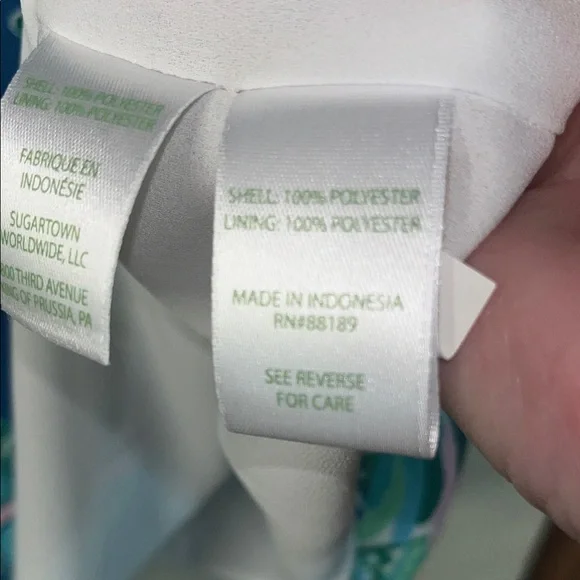 SHELL: 100% POLYESTER
LINING: 100% POLYESTER
FABRIQUE EN
INDONÉSIE
SUGARTOWN
WORLDWIDE, LLC
THIRD AVENUE
OF PRUSSIA, PA
SHELL: 100% POLYESTER
LINING: 100% POLYESTER
MADE IN INDONESIA
RN#88189
SEE REVERSE
FOR CARE